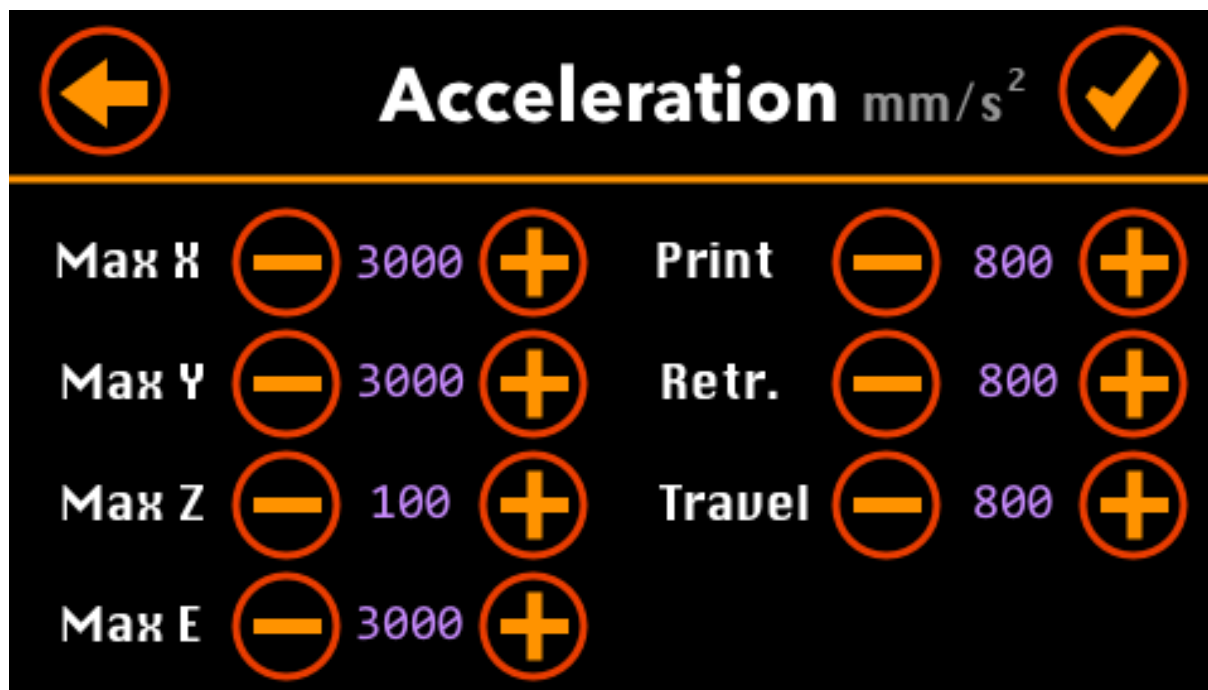 Acceleration mm/s²
Max X 3000 Print 800
Max Y 3000 Retr. 800
Max Z 100 Travel 800
Max E 3000